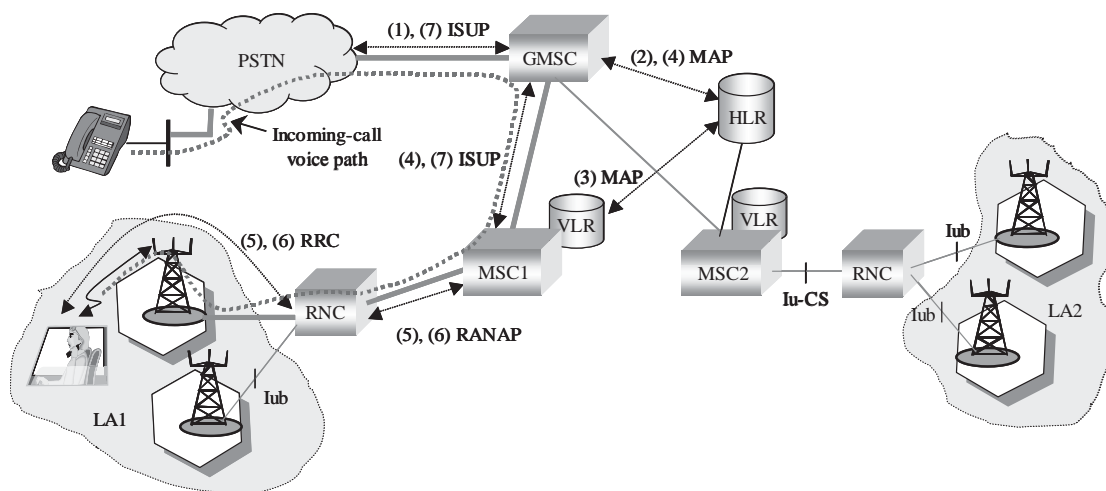 (1), (7) ISUP
PSTN
GMSC
(2), (4) MAP
HLR
Incoming-call
voice path
(4), (7) ISUP
(3) MAP
VLR
VLR
(5), (6) RRC
MSC1
MSC2
RNC
Iub
Iu-CS
RNC
(5), (6) RANAP
Iub
LA2
Iub
LA1